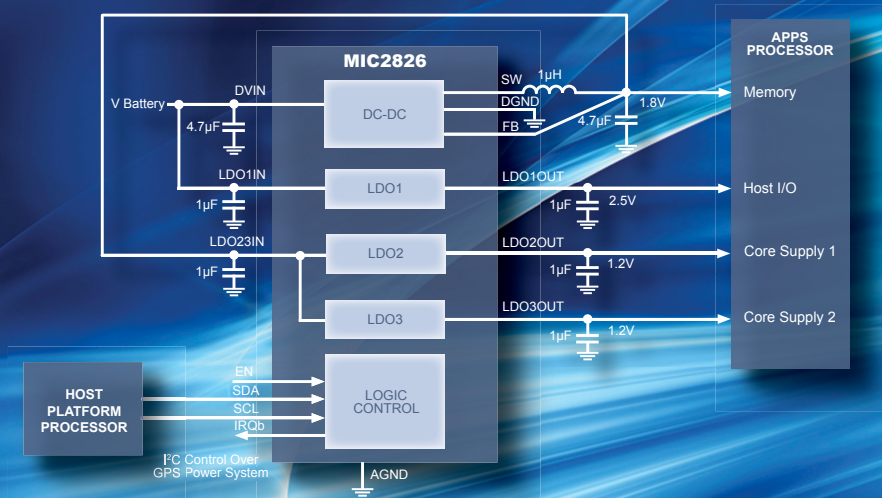 MIC2826
APPS
PROCESSOR
SW
1µH
DVIN
DC-DC
DGND
V Battery
1.8V
Memory
4.7µF
FB
4.7µF
LDO1IN
LDO1
LDO1OUT
Host I/O
1µF
1µF
2.5V
LDO23IN
LDO2
LDO2OUT
Core Supply 1
1µF
1µF
1.2V
LDO3
LDO3OUT
Core Supply 2
1µF
1.2V
EN
SDA
SCL
IRQb
HOST
PLATFORM
PROCESSOR
LOGIC
CONTROL
I²C Control Over
GPS Power System
AGND